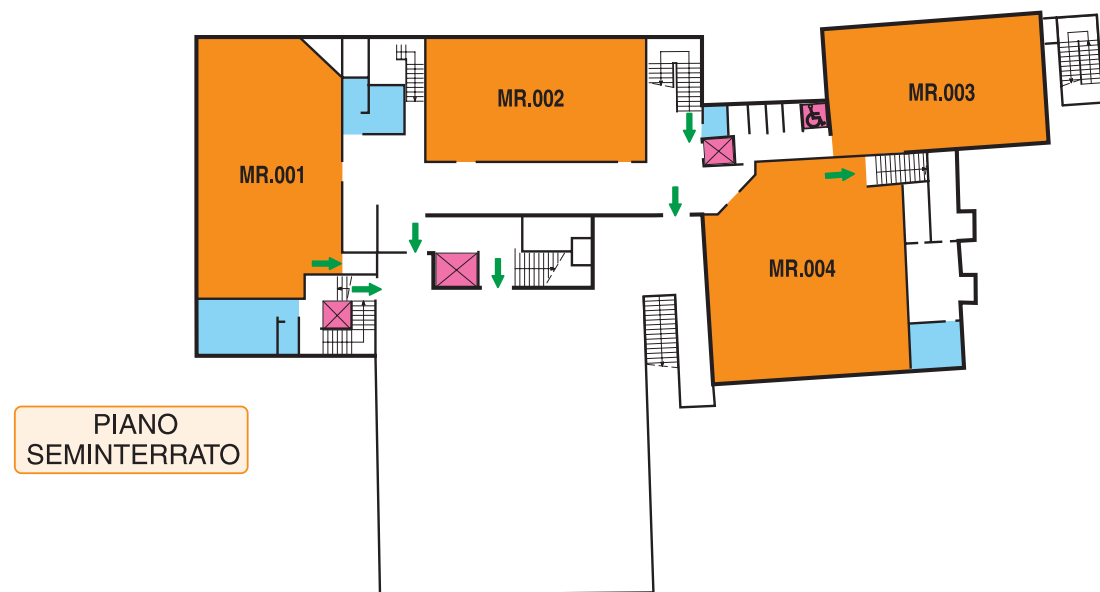 MR.002
MR.003
MR.001
MR.004
PIANO
SEMINTERRATO